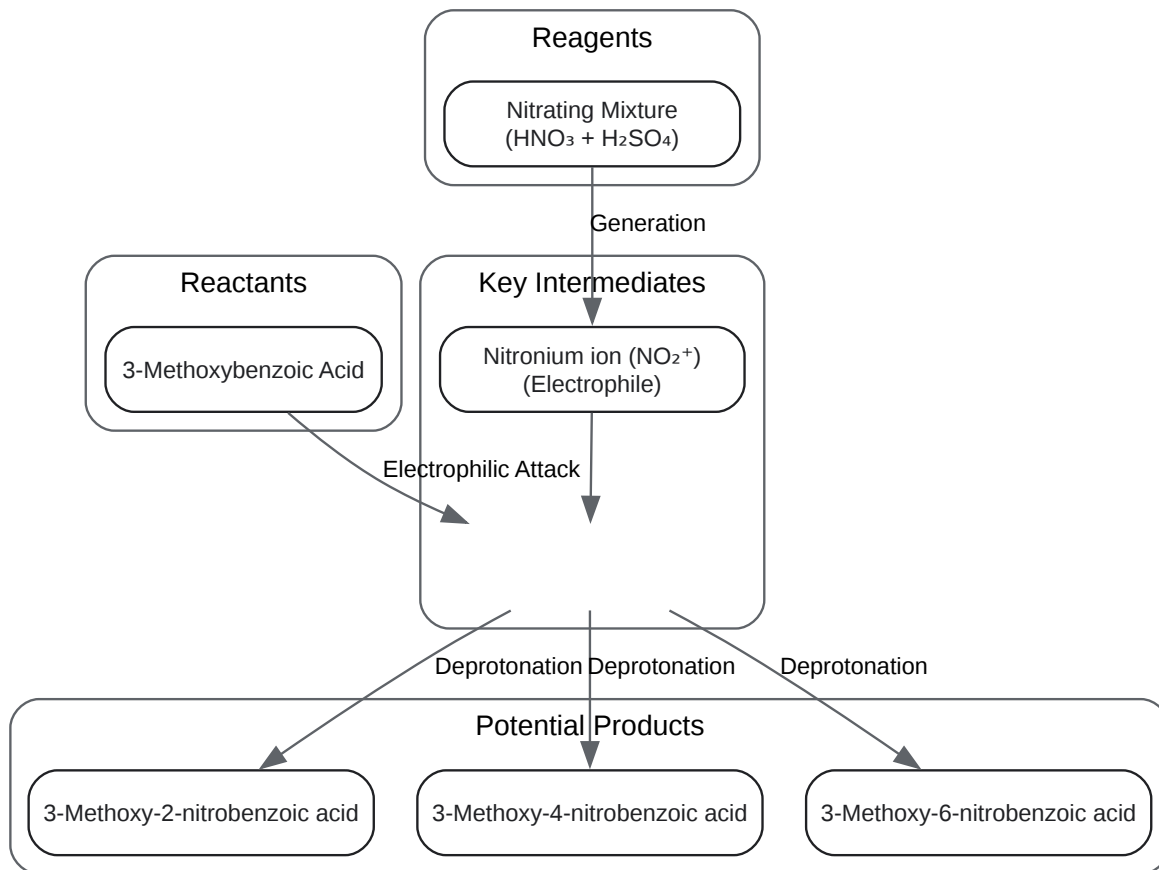 Reagents
Nitrating Mixture
(HNO₃ + H₂SO₄)
Generation
Reactants
Key Intermediates
3-Methoxybenzoic Acid
Nitronium ion (NO₂⁺)
(Electrophile)
Electrophilic Attack
Deprotonation
Deprotonation
Deprotonation
Potential Products
3-Methoxy-2-nitrobenzoic acid
3-Methoxy-4-nitrobenzoic acid
3-Methoxy-6-nitrobenzoic acid